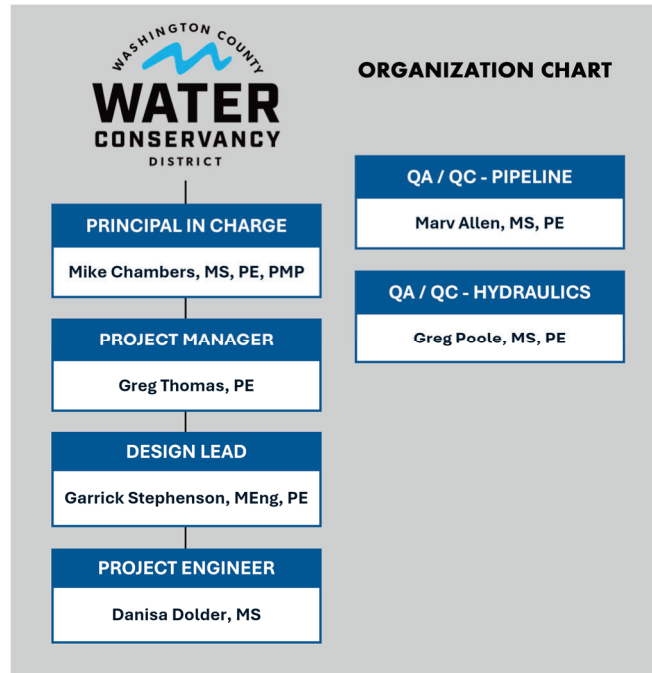 WASHINGTON COUNTY
WATER
CONSERVANCY
DISTRICT
ORGANIZATION CHART
PRINCIPAL IN CHARGE
Mike Chambers, MS, PE, PMP
PROJECT MANAGER
Greg Thomas, PE
DESIGN LEAD
Garrick Stephenson, MEng, PE
PROJECT ENGINEER
Danisa Dolder, MS
QA / QC - PIPELINE
Marv Allen, MS, PE
QA / QC - HYDRAULICS
Greg Poole, MS, PE